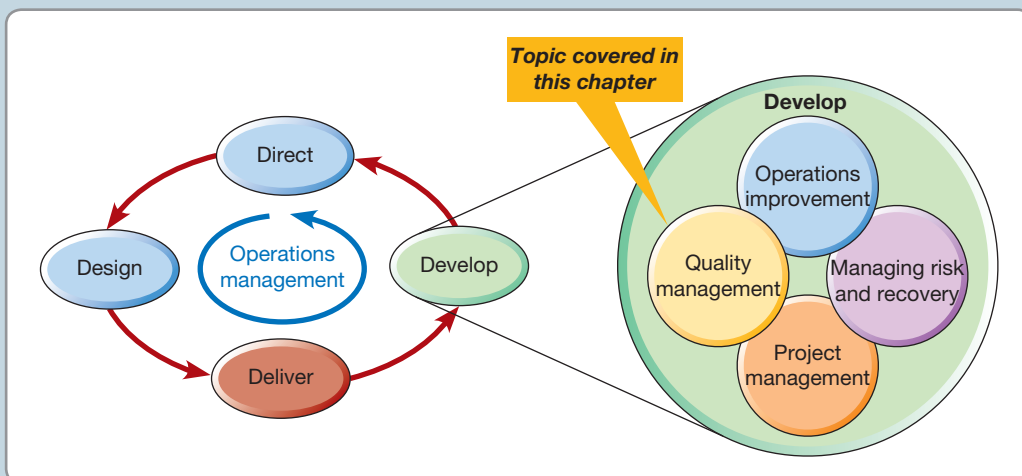 Topic covered in
this chapter
Develop
Direct
Operations
improvement
Design
Operations
management
Develop
Quality
management
Managing risk
and recovery
Deliver
Project
management